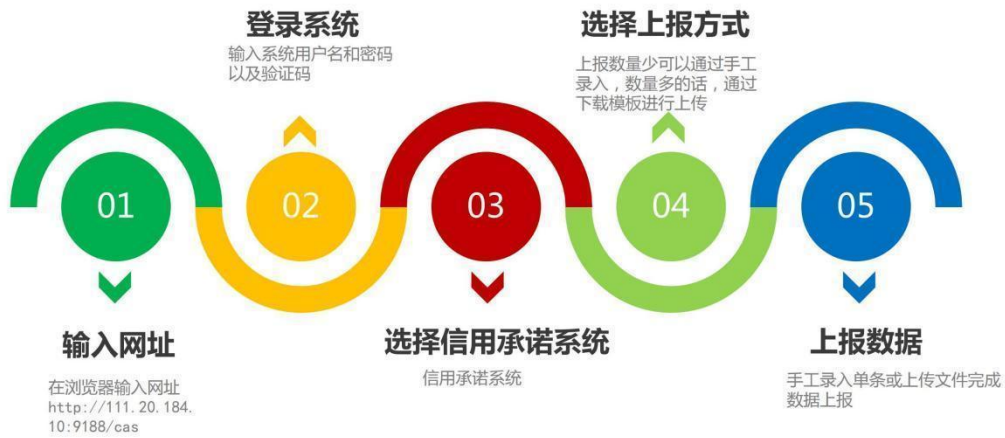 01
输入网址
在浏览器输入网址
http://111.20.184.
10:9188/cas
02
登录系统
输入系统用户名和密码
以及验证码
03
选择信用承诺系统
信用承诺系统
04
选择上报方式
上报数量少可以通过手工
录入，数量多的话，通过
下载模板进行上传
05
上报数据
手工录入单条或上传文件完成
数据上报